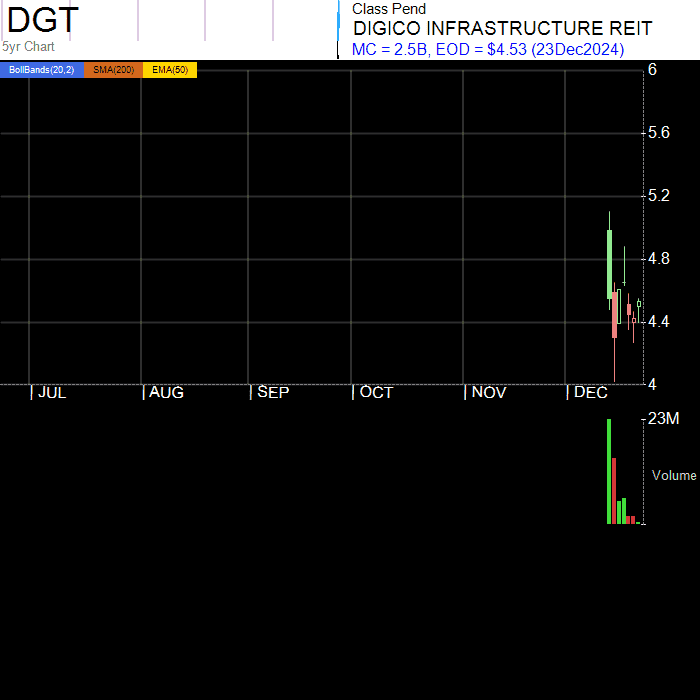 DGT
5yr Chart
Class Pend
DIGICO INFRASTRUCTURE REIT
MC = 2.5B, EOD = $4.53 (23Dec2024)
BollBands(20,2) SMA(200) EMA(50)
6
5.6
5.2
4.8
4.4
4
JUL AUG SEP OCT NOV DEC
23M
Volume